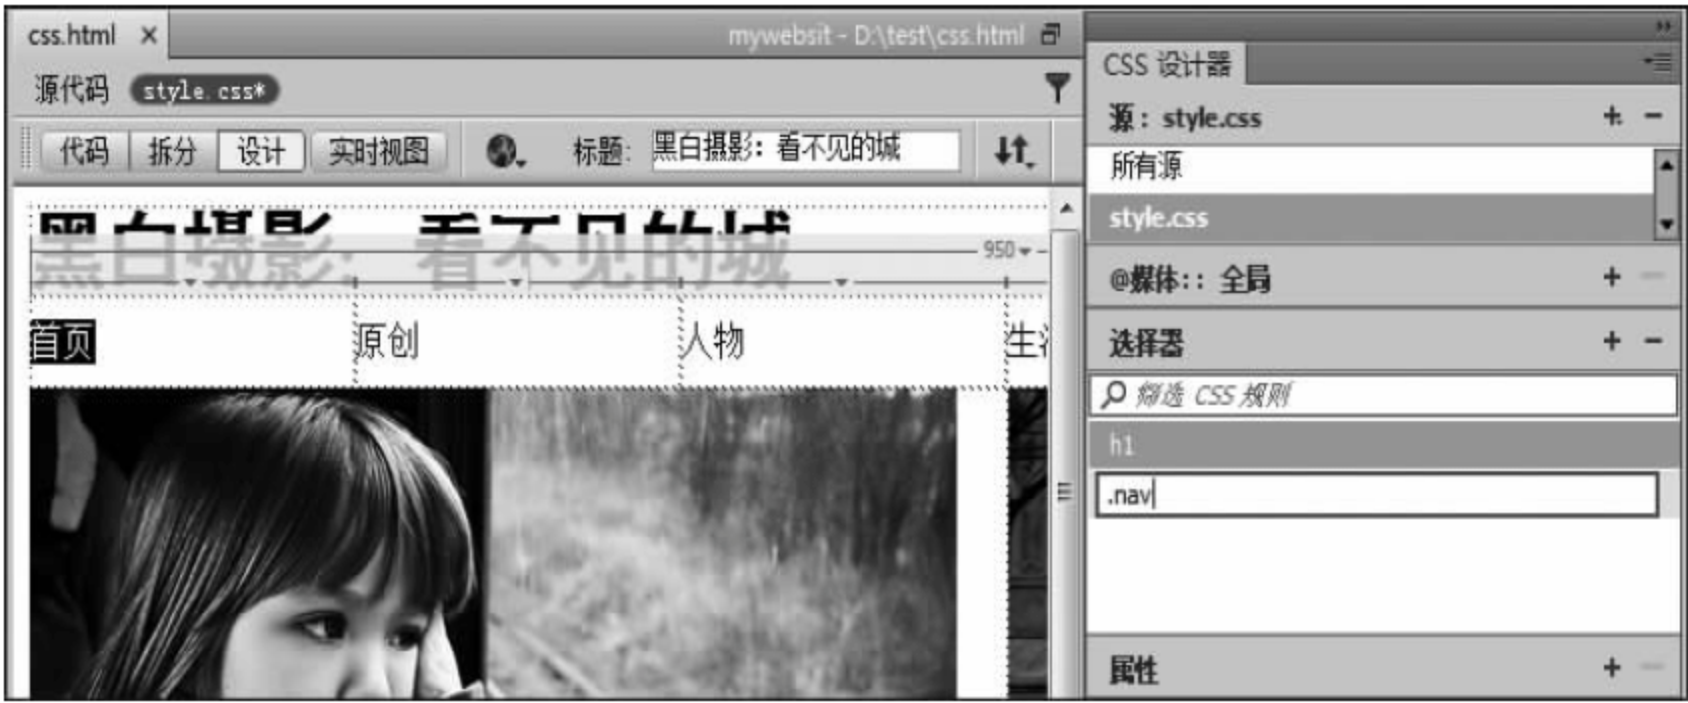 css.html ×
mywebsit - D:\test\css.html
源代码 style.css*
代码 拆分 设计 实时视图 标题: 黑白摄影：看不见的城
黑白摄影：看不见的城
950
首页 原创 人物 生
CSS 设计器
源： style.css
所有源
style.css
@媒体:: 全局
选择器
筛选 CSS 规则
h1
.nav
属性